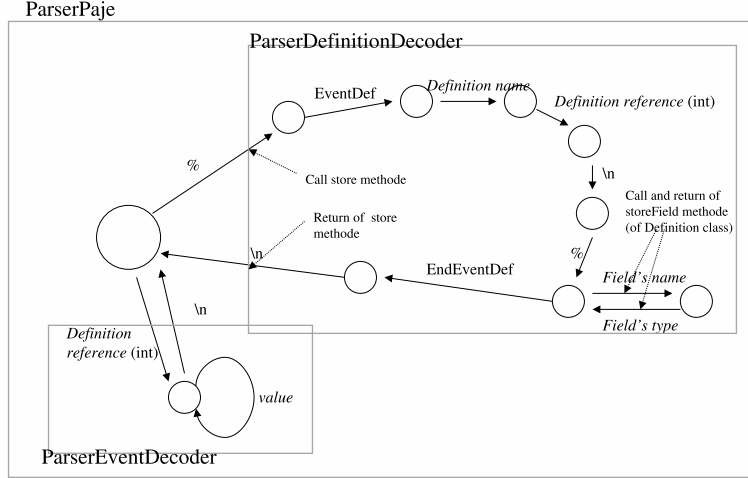 ParserPaje
ParserDefinitionDecoder
EventDef
Definition name
Definition reference (int)
%
Call store methode
\n
Call and return of
storeField methode
(of Definition class)
Return of  store
methode
\n
%
EndEventDef
Field's name
Field's type
\n
Definition
reference (int)
value
ParserEventDecoder